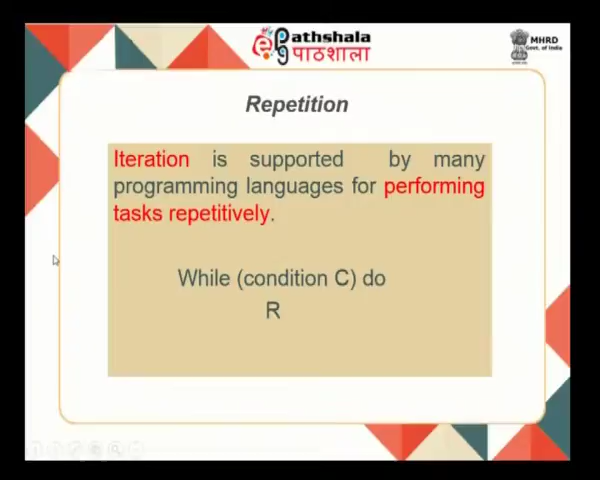 Pathshala
पाठशाला
MHRD
Govt. of India
Repetition
Iteration is supported by many
programming languages for performing
tasks repetitively.
While (condition C) do
R